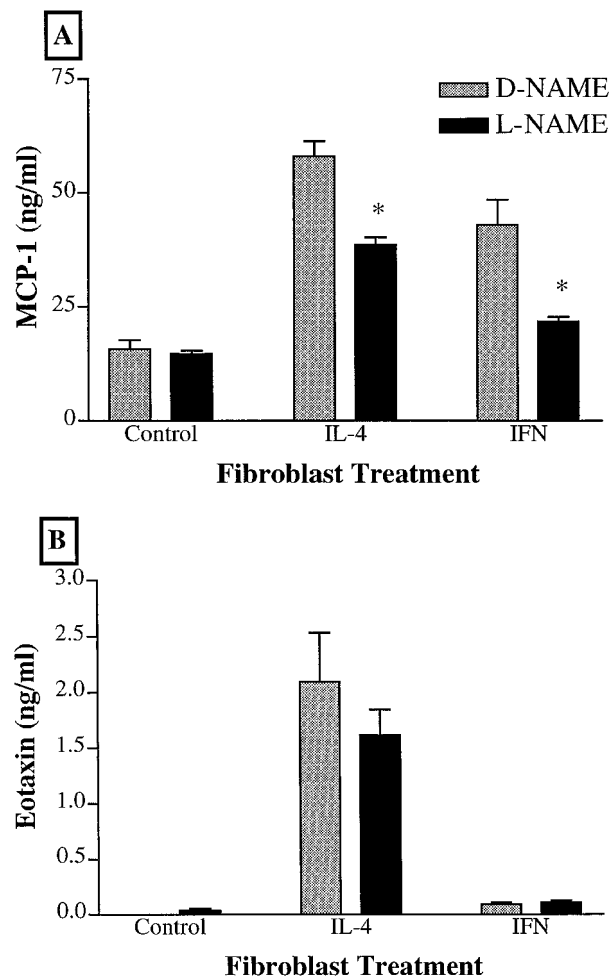 A
75
50
25
0
MCP-1 (ng/ml)
D-NAME
L-NAME
*
*
Control IL-4 IFN
Fibroblast Treatment
B
3.0
2.5
2.0
1.5
1.0
0.5
0.0
Eotaxin (ng/ml)
Control IL-4 IFN
Fibroblast Treatment